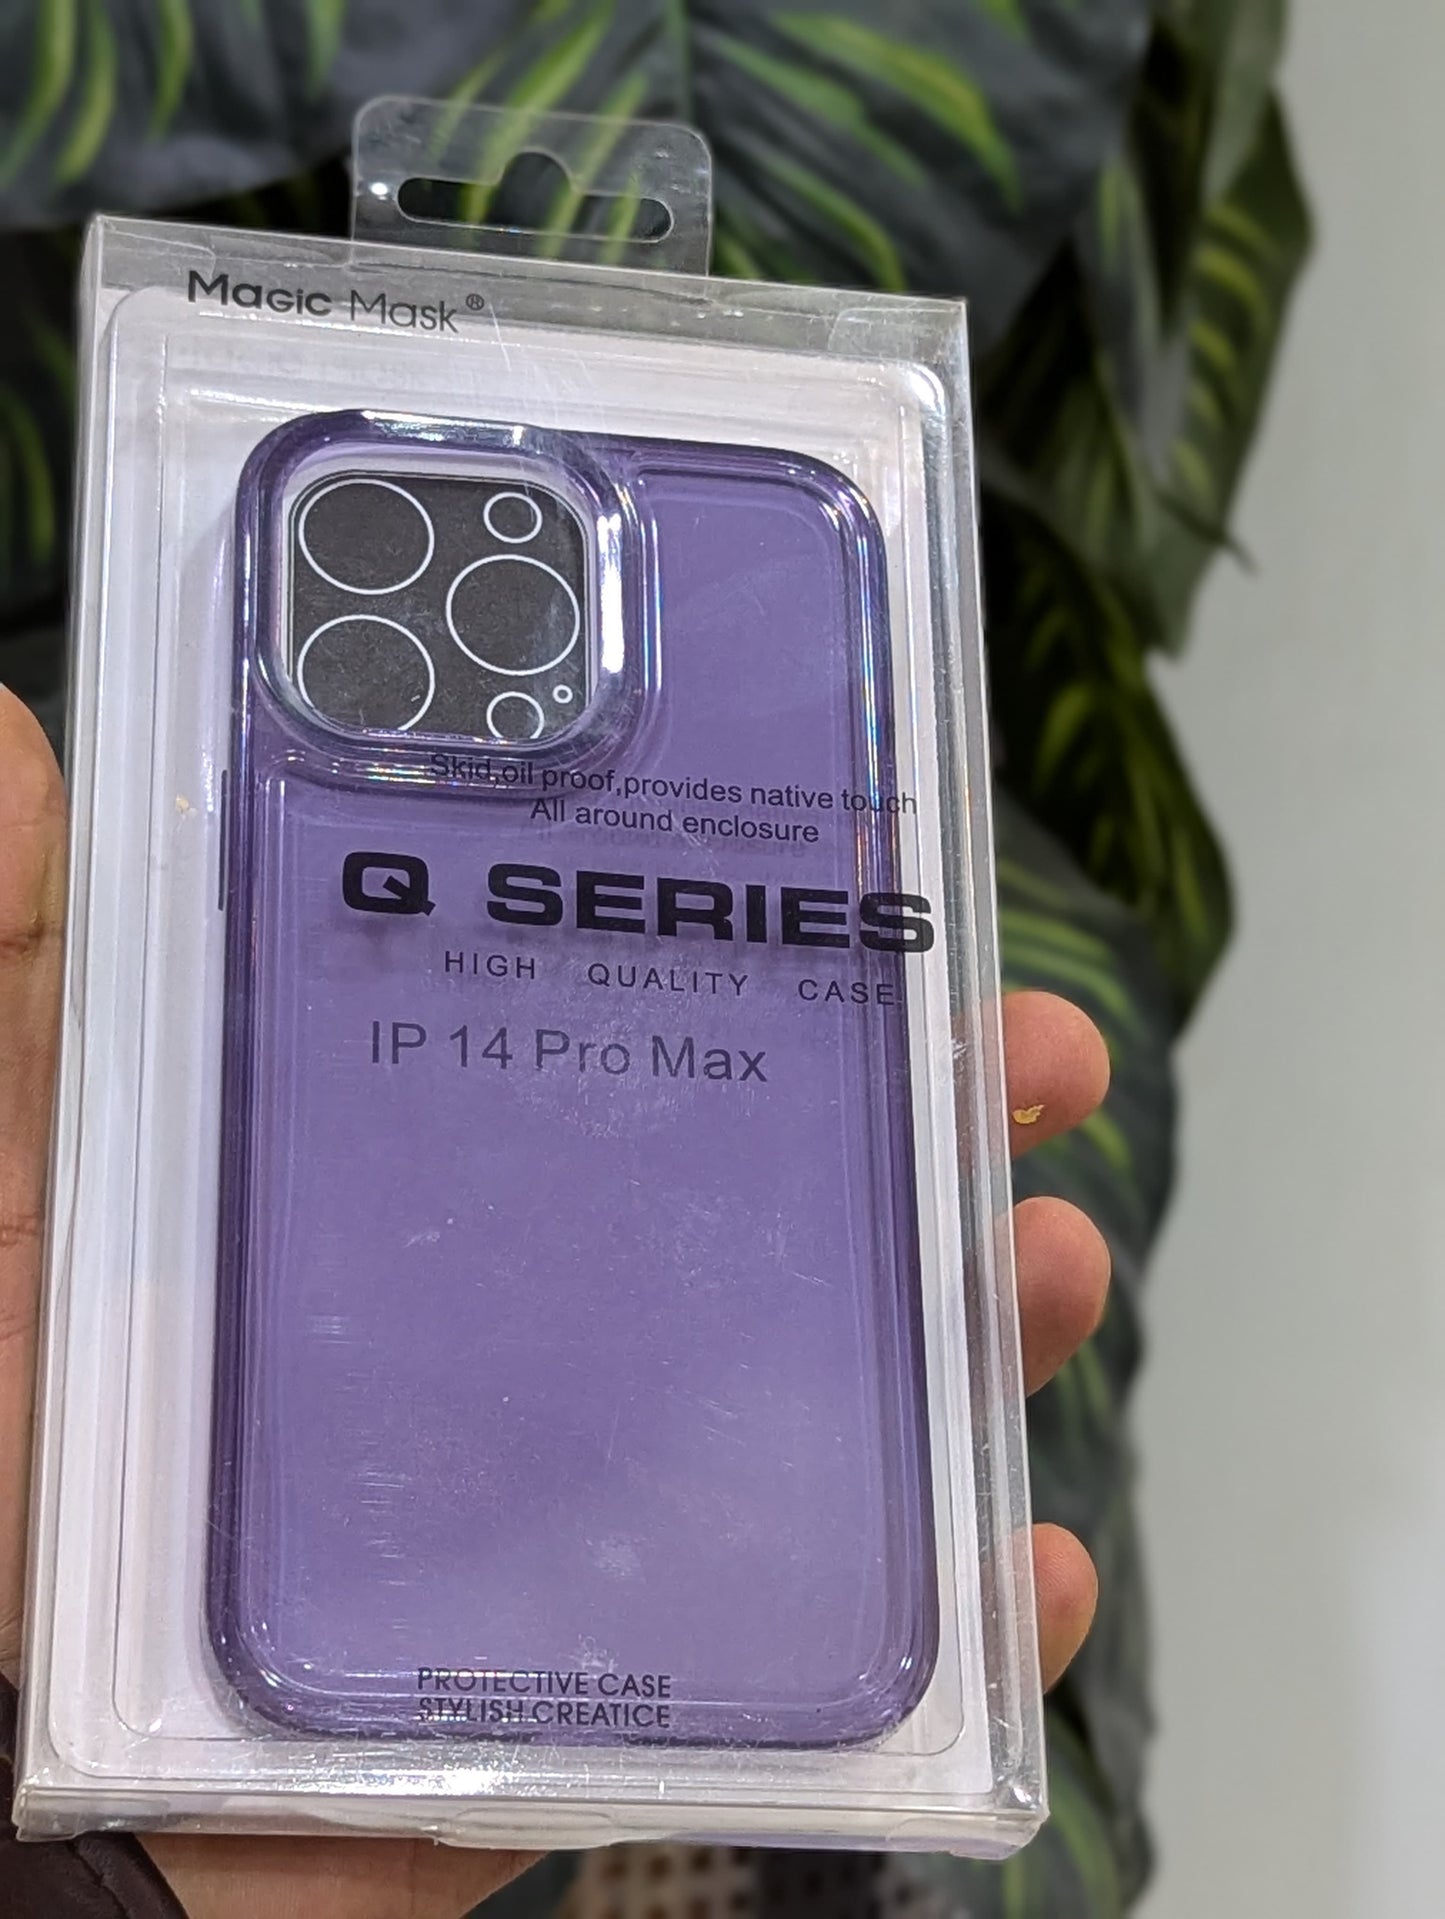 Magic Mask®
Skid,oil proof,provides native touch
All around enclosure
Q SERIES
HIGH QUALITY CASE
IP 14 Pro Max
PROTECTIVE CASE
STYLISH CREATICE